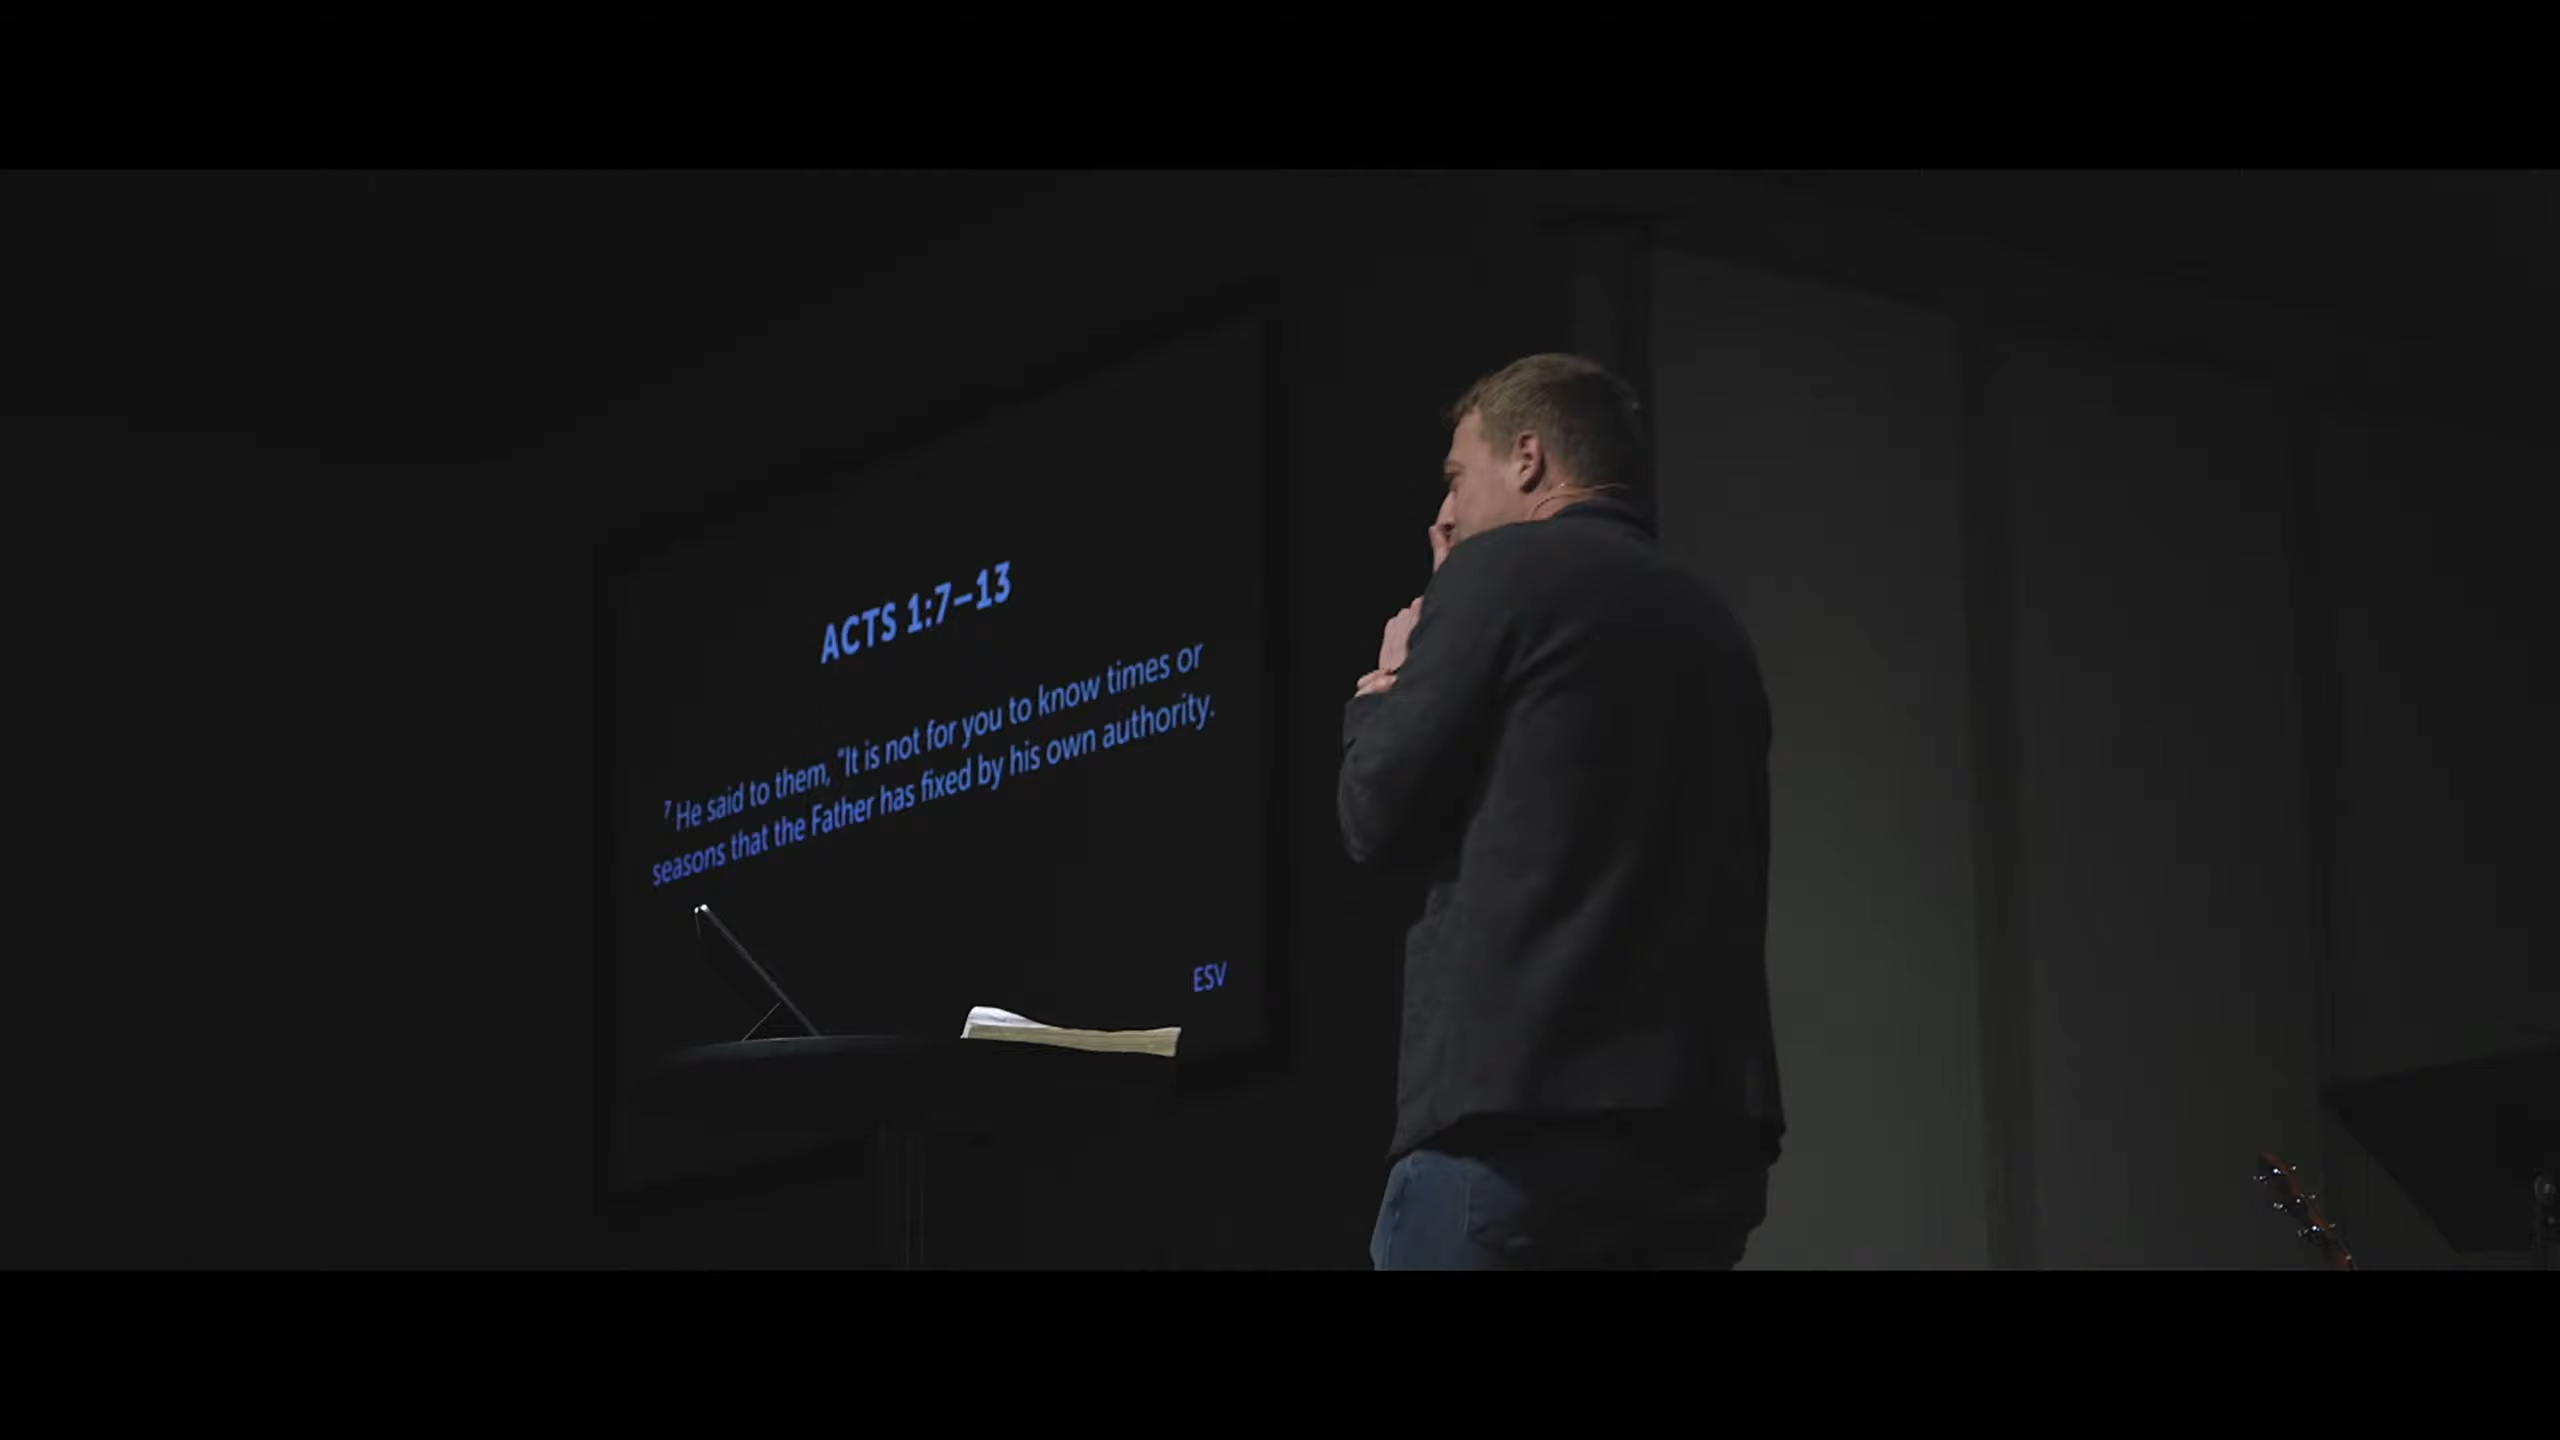 ACTS 1:7–13
7 He said to them, “It is not for you to know times or
seasons that the Father has fixed by his own authority.
ESV